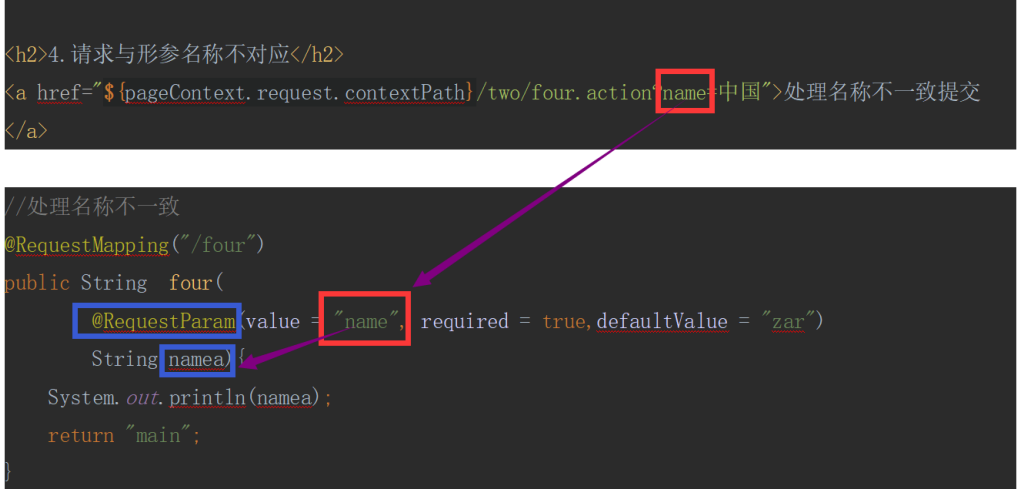 <h2>4.请求与形参名称不对应</h2>
<a href="${pageContext.request.contextPath}/two/four.action?name=中国">处理名称不一致提交
</a>
//处理名称不一致
@RequestMapping("/four")
public String  four(
@RequestParam(value = "name", required = true,defaultValue = "zar")
String namea){
System.out.println(namea);
return "main";
}